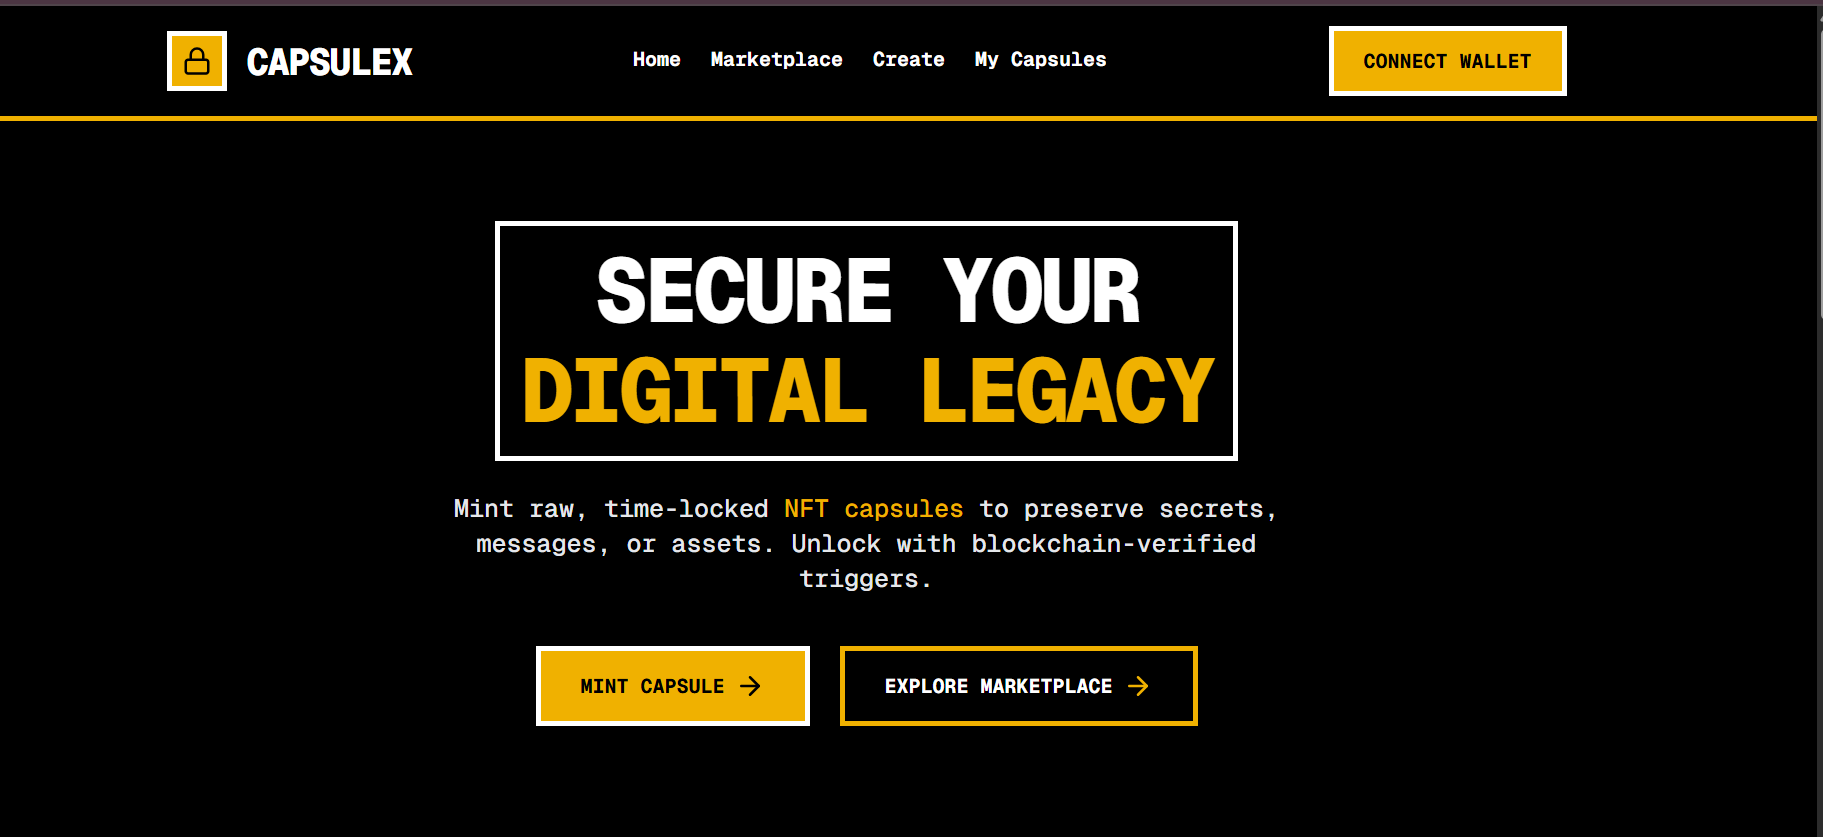 CAPSULEX
Home Marketplace Create My Capsules
CONNECT WALLET
SECURE YOUR
DIGITAL LEGACY
Mint raw, time-locked NFT capsules to preserve secrets,
messages, or assets. Unlock with blockchain-verified
triggers.
MINT CAPSULE
EXPLORE MARKETPLACE